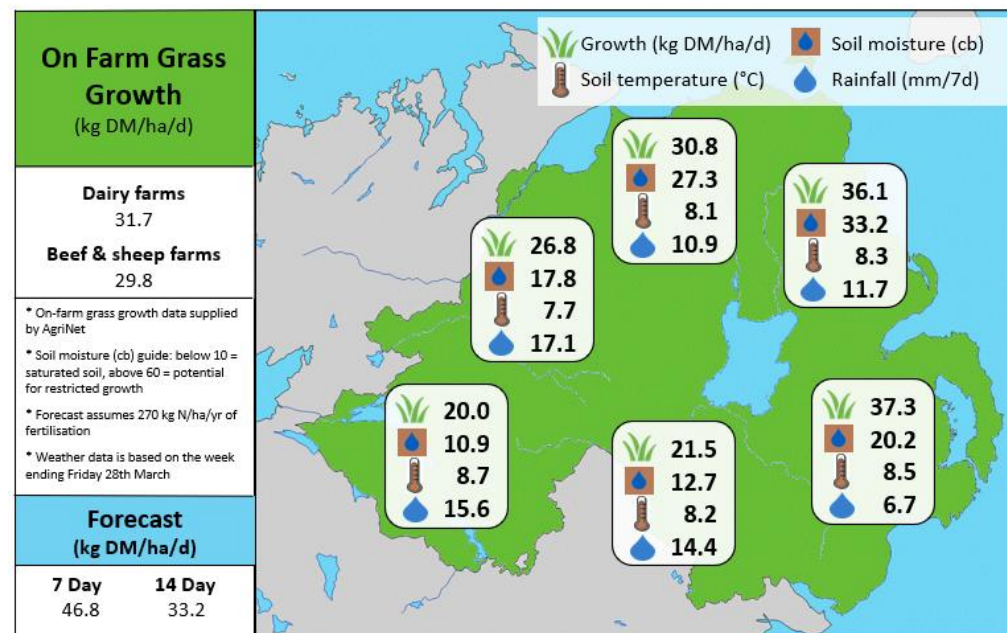 On Farm Grass
Growth
(kg DM/ha/d)
Dairy farms
31.7
Beef & sheep farms
29.8
* On-farm grass growth data supplied
by AgriNet
* Soil moisture (cb) guide: below 10 =
saturated soil, above 60 = potential
for restricted growth
* Forecast assumes 270 kg N/ha/yr of
fertilisation
* Weather data is based on the week
ending Friday 28th March
Forecast
(kg DM/ha/d)
7 Day 14 Day
46.8 33.2
Growth (kg DM/ha/d) Soil moisture (cb)
Soil temperature (°C) Rainfall (mm/7d)
30.8
27.3
8.1
10.9
36.1
33.2
8.3
11.7
26.8
17.8
7.7
17.1
20.0
10.9
8.7
15.6
21.5
12.7
8.2
14.4
37.3
20.2
8.5
6.7